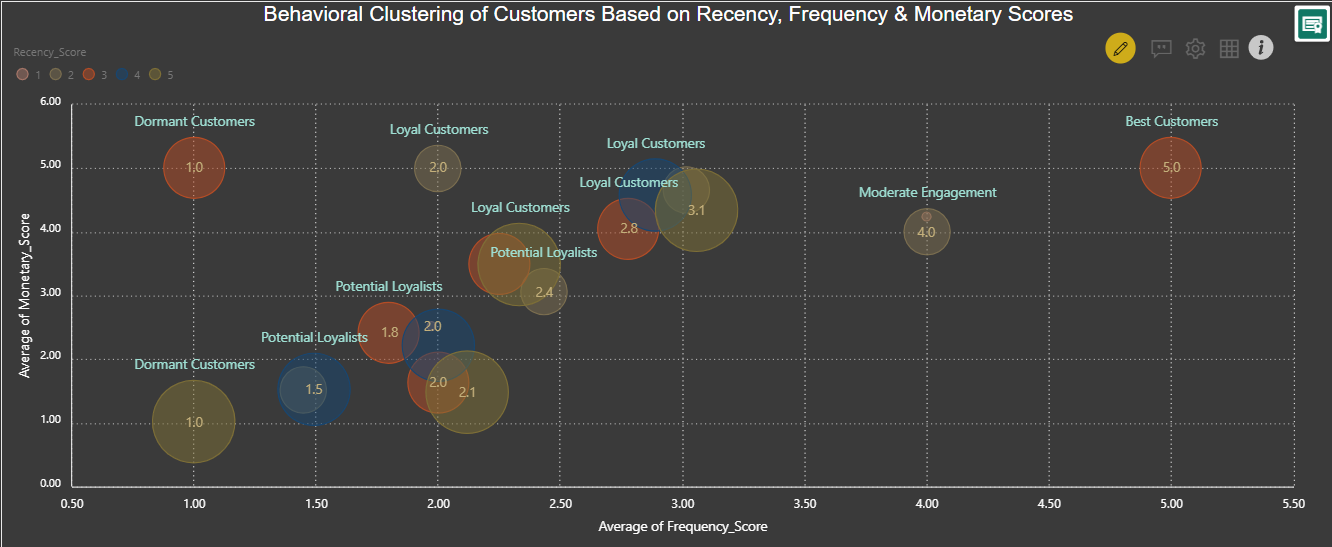 Behavioral Clustering of Customers Based on Recency, Frequency & Monetary Scores
Recency_Score
1 2 3 4 5
6.00
Dormant Customers
Loyal Customers
Best Customers
Loyal Customers
5.00
1.0
2.0
5.0
Loyal Customers
Moderate Engagement
Loyal Customers
3.1
4.00
2.8
4.0
Potential Loyalists
3.00
Potential Loyalists
2.4
2.0
1.8
Potential Loyalists
2.00
Dormant Customers
2.0
1.5
2.1
1.00
1.0
0.00
Average of Monetary_Score
0.50 1.00 1.50 2.00 2.50 3.00 3.50 4.00 4.50 5.00 5.50
Average of Frequency_Score